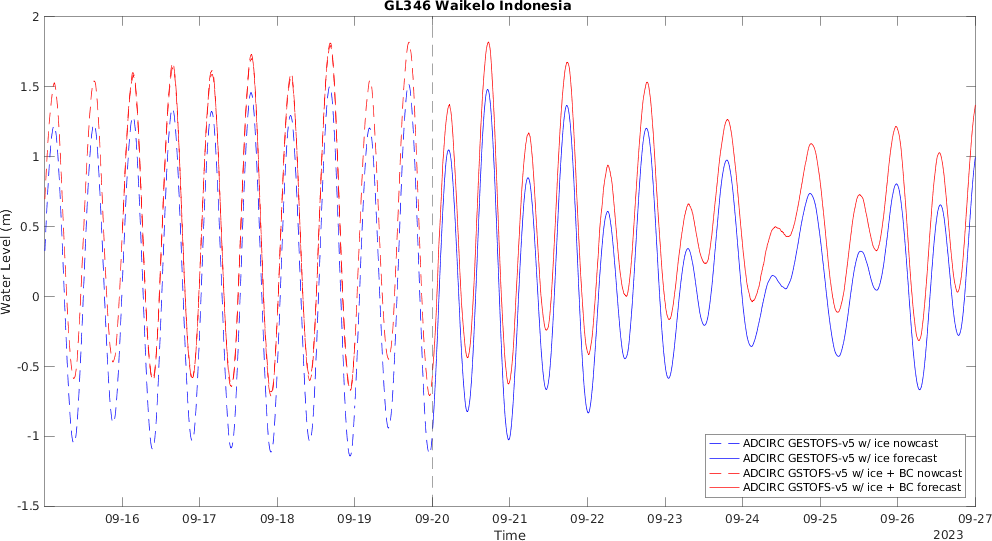 GL346 Waikelo Indonesia
Water Level (m)
2
1.5
1
0.5
0
-0.5
-1
-1.5
ADCIRC GESTOFS-v5 w/ ice nowcast
ADCIRC GESTOFS-v5 w/ ice forecast
ADCIRC GSTOFS-v5 w/ ice + BC nowcast
ADCIRC GSTOFS-v5 w/ ice + BC forecast
09-16 09-17 09-18 09-19 09-20 09-21 09-22 09-23 09-24 09-25 09-26 09-27
Time
2023